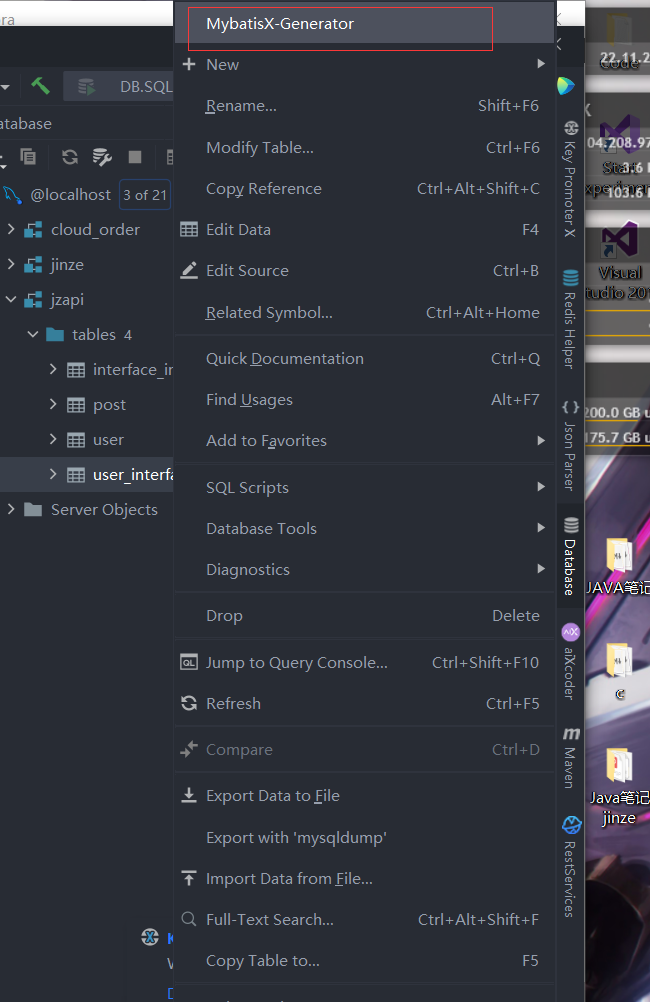 era
MybatisX-Generator
New
Rename... Shift+F6
Modify Table... Ctrl+F6
Copy Reference Ctrl+Alt+Shift+C
Edit Data F4
Edit Source Ctrl+B
Related Symbol... Ctrl+Alt+Home
Quick Documentation Ctrl+Q
Find Usages Alt+F7
Add to Favorites
SQL Scripts
Database Tools
Diagnostics
Drop Delete
Jump to Query Console... Ctrl+Shift+F10
Refresh Ctrl+F5
Compare Ctrl+D
Export Data to File
Export with 'mysqldump'
Import Data from File...
Full-Text Search... Ctrl+Alt+Shift+F
Copy Table to... F5
DB.SQL
atabase
@localhost 3 of 21
cloud_order
jinze
jzapi
tables 4
interface_in
post
user
user_interfa
Server Objects
Key Promoter X
Redis Helper
Json Parser
Database
aiXcoder
Maven
RestServices
Code
22.11.2
04.208.97
Start
3.6
xperimen
103.6
Visual
tudio 201
200.0 GB u
175.7 GB u
JAVA笔记
c
Java笔记
jinze